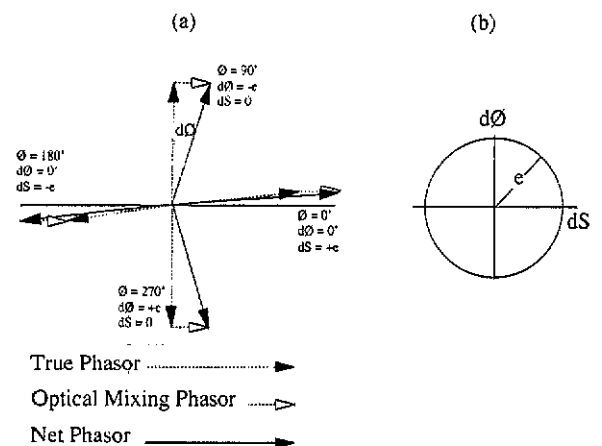 (a)
(b)
Ø = 90°
dØ = -e
dS = 0
dØ
Ø = 180°
dØ = 0°
dS = -e
Ø = 0°
dØ = 0°
dS = +e
Ø = 270°
dØ = +e
dS = 0
dØ
e
dS
True Phasor
Optical Mixing Phasor
Net Phasor